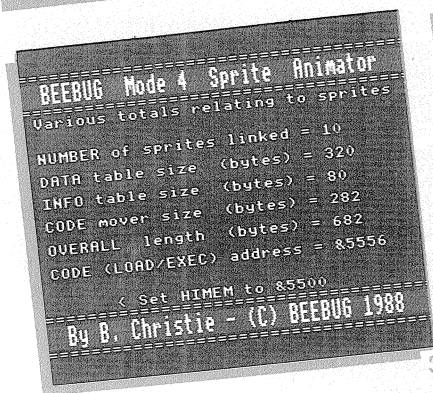 BEEBUG Mode 4 Sprite Animator
Various totals relating to sprites
NUMBER of sprites linked = 10
DATA table size (bytes) = 320
INFO table size (bytes) = 80
CODE mover size (bytes) = 282
OVERALL length (bytes) = 682
CODE (LOAD/EXEC) address = &5556
< Set HIMEM to &5500
By B. Christie - (C) BEEBUG 1988